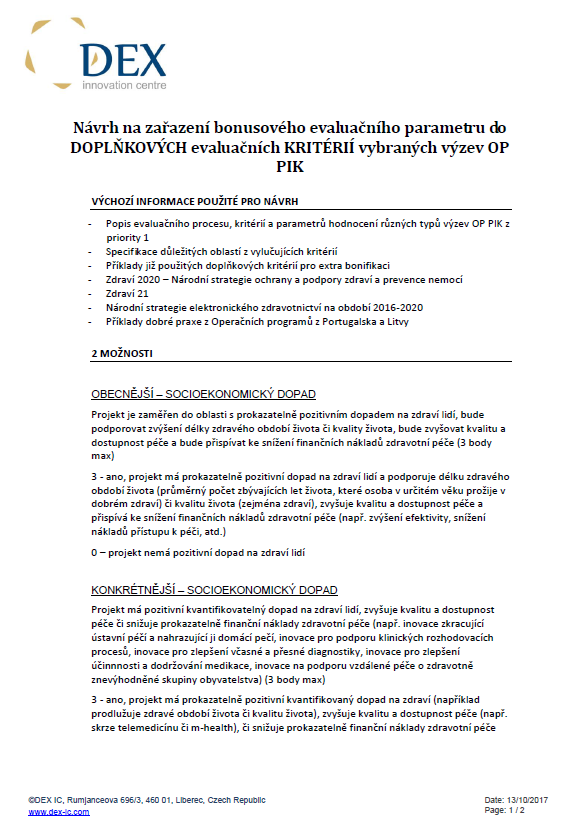 DEX
innovation centre
Návrh na zařazení bonusového evaluačního parametru do
DOPLŇKOVÝCH evaluačních KRITÉRIÍ vybraných výzev OP
PIK
VÝCHOZÍ INFORMACE POUŽITÉ PRO NÁVRH
- Popis evaluačního procesu, kritérií a parametrů hodnocení různých typů výzev OP PIK z
priority 1
- Specifikace důležitých oblastí z vylučujících kritérií
- Příklady již použitých doplňkových kritérií pro extra bonifikaci
- Zdraví 2020 – Národní strategie ochrany a podpory zdraví a prevence nemocí
- Zdraví 21
- Národní strategie elektronického zdravotnictví na období 2016-2020
- Příklady dobré praxe z Operačních programů z Portugalska a Litvy
2 MOŽNOSTI
OBECNĚJŠÍ – SOCIOEKONOMICKÝ DOPAD
Projekt je zaměřen do oblasti s prokazatelně pozitivním dopadem na zdraví lidí, bude
podporovat zvýšení délky zdravého období života či kvality života, bude zvyšovat kvalitu a
dostupnost péče a bude přispívat ke snížení finančních nákladů zdravotní péče (3 body
max)
3 - ano, projekt má prokazatelně pozitivní dopad na zdraví lidí a podporuje délku zdravého
období života (průměrný počet zbývajících let života, které osoba v určitém věku prožije v
dobrém zdraví) či kvalitu života (zejména zdraví), zvyšuje kvalitu a dostupnost péče a
přispívá ke snížení finančních nákladů zdravotní péče (např. zvýšení efektivity, snížení
nákladů přístupu k péči, atd.)
0 – projekt nemá pozitivní dopad na zdraví lidí
KONKRÉTNĚJŠÍ – SOCIOEKONOMICKÝ DOPAD
Projekt má pozitivní kvantifikovatelný dopad na zdraví lidí, zvyšuje kvalitu a dostupnost
péče či snižuje prokazatelně finanční náklady zdravotní péče (např. inovace zkracující
ústavní péči a nahrazující ji domácí pečí, inovace pro podporu klinických rozhodovacích
procesů, inovace pro zlepšení včasné a přesné diagnostiky, inovace pro zlepšení
účinnnosti a dodržování medikace, inovace na podporu vzdálené péče o zdravotně
znevýhodněné skupiny obyvatelstva) (3 body max)
3 - ano, projekt má prokazatelně pozitivní kvantifikovaný dopad na zdraví (například
prodlužuje zdravé období života či kvalitu života), zvyšuje kvalitu a dostupnost péče (např.
skrze telemedicínu či m-health), či snižuje prokazatelně finanční náklady zdravotní péče
©DEX IC, Rumjanceova 696/3, 460 01, Liberec, Czech Republic
www.dex-ic.com
Date: 13/10/2017
Page: 1 / 2